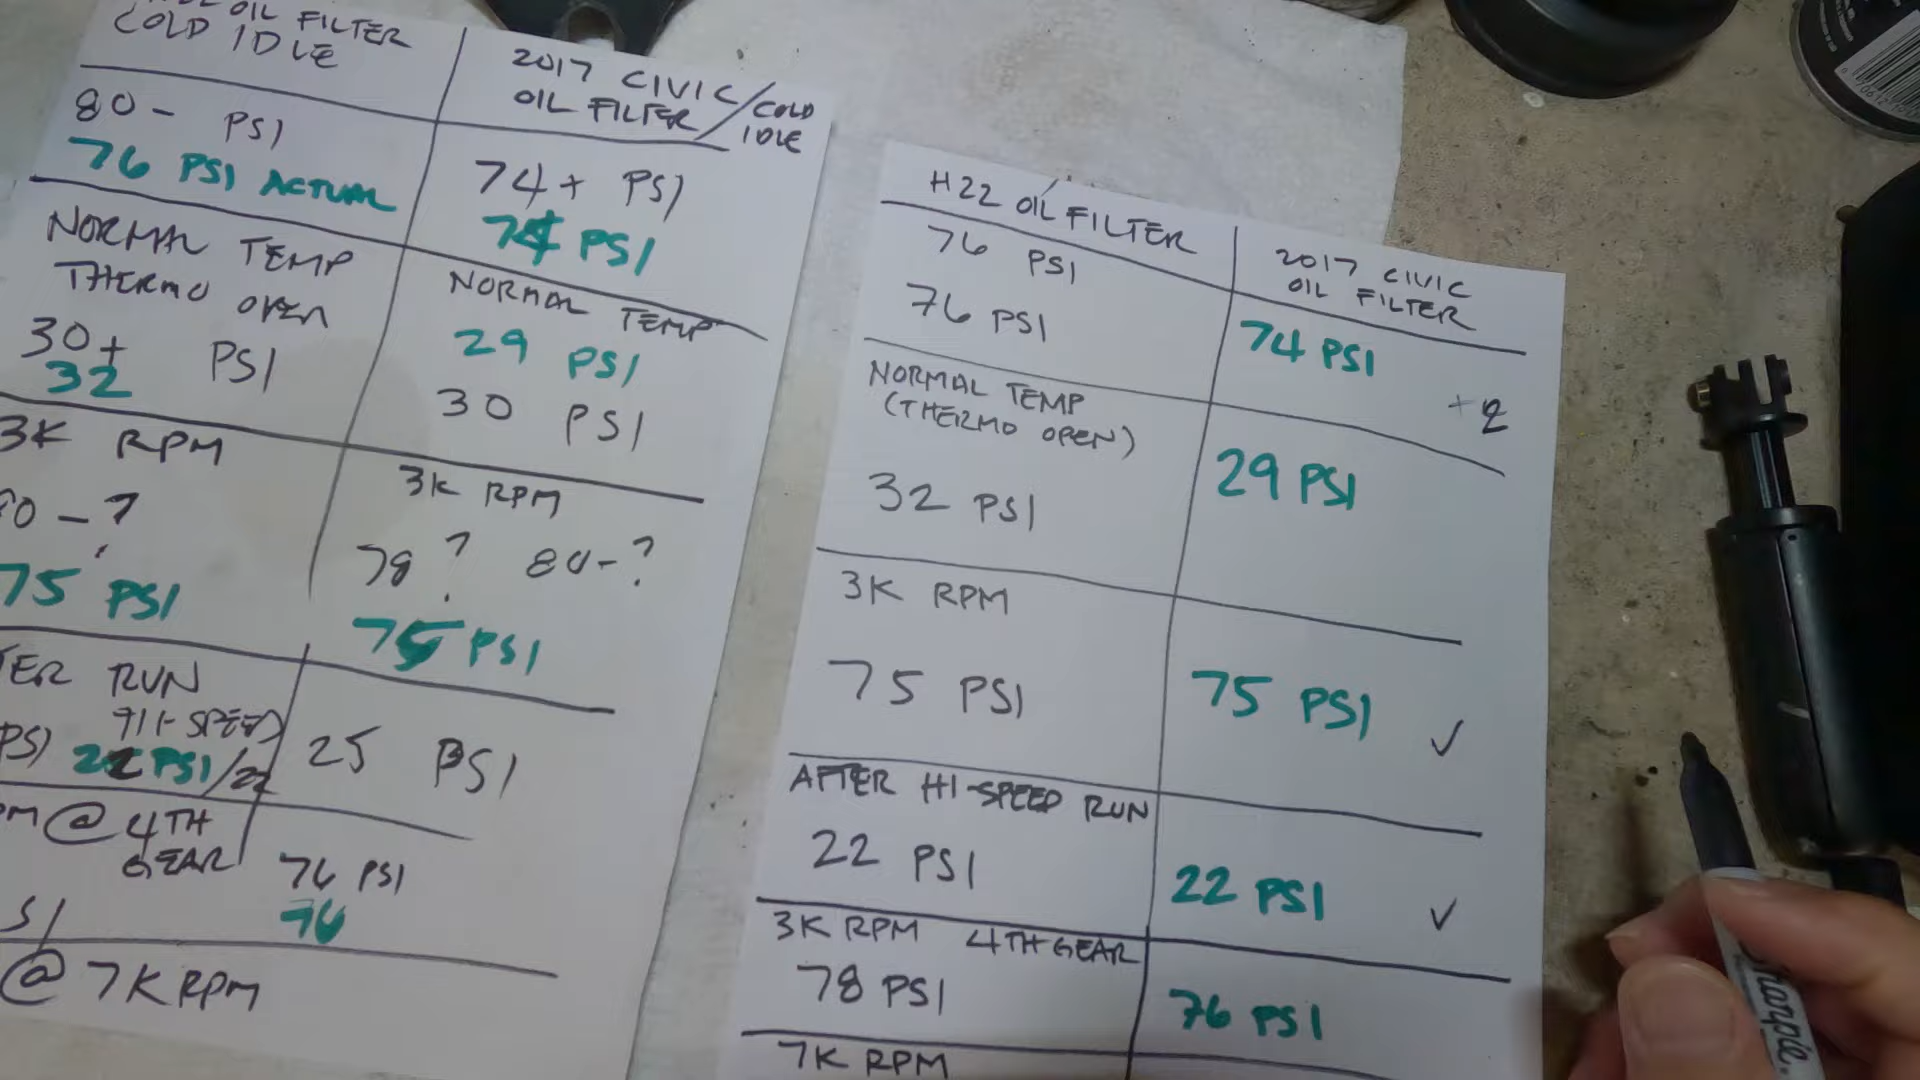 OIL FILTER
COLD IDLE
80- PSI
76 PSI ACTUAL
NORMAL TEMP
THERMO OPEN
30+ PSI
32
3K RPM
80-?
75 PSI
RUN
HI-SPEED
PSI 22 PSI/22
@ 4TH
GEAR
@ 7K RPM
2017 CIVIC/COLD
OIL FILTER/IDLE
74+ PSI
74 PSI
NORMAL TEMP
29 PSI
30 PSI
3K RPM
78? 80-?
75 PSI
25 PSI
76 PSI
76
H22 OIL FILTER
76 PSI
76 PSI
NORMAL TEMP
(THERMO OPEN)
32 PSI
3K RPM
75 PSI
AFTER HI-SPEED RUN
22 PSI
3K RPM 4TH GEAR
78 PSI
7K RPM
2017 CIVIC
OIL FILTER
74 PSI
+2
29 PSI
75 PSI ✓
22 PSI ✓
76 PSI
Sharpie.